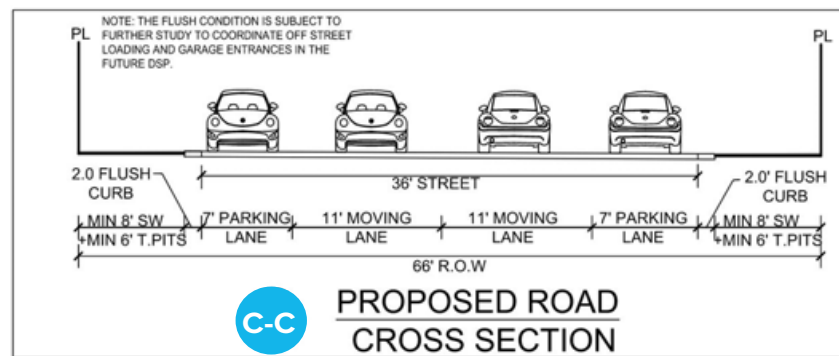 NOTE: THE FLUSH CONDITION IS SUBJECT TO
FURTHER STUDY TO COORDINATE OFF STREET
LOADING AND GARAGE ENTRANCES IN THE
FUTURE DSP.
PL
PL
2.0 FLUSH
CURB
36' STREET
2.0' FLUSH
CURB
MIN 8' SW
+MIN 6' T.PITS
7' PARKING
LANE
11' MOVING
LANE
11' MOVING
LANE
7' PARKING
LANE
MIN 8' SW
+MIN 6' T.PITS
66' R.O.W
C-C
PROPOSED ROAD
CROSS SECTION